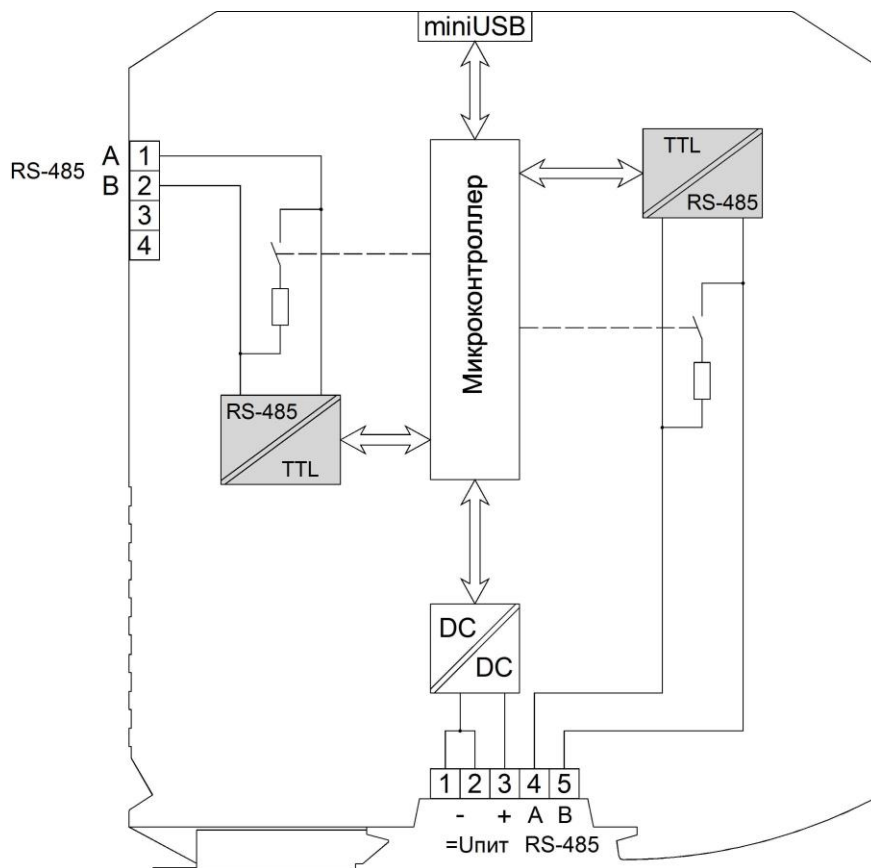 miniUSB
RS-485 A 1
B 2
3
4
Микроконтроллер
TTL
RS-485
RS-485
TTL
DC
DC
1 2 3 4 5
- + A B
=Uпит RS-485